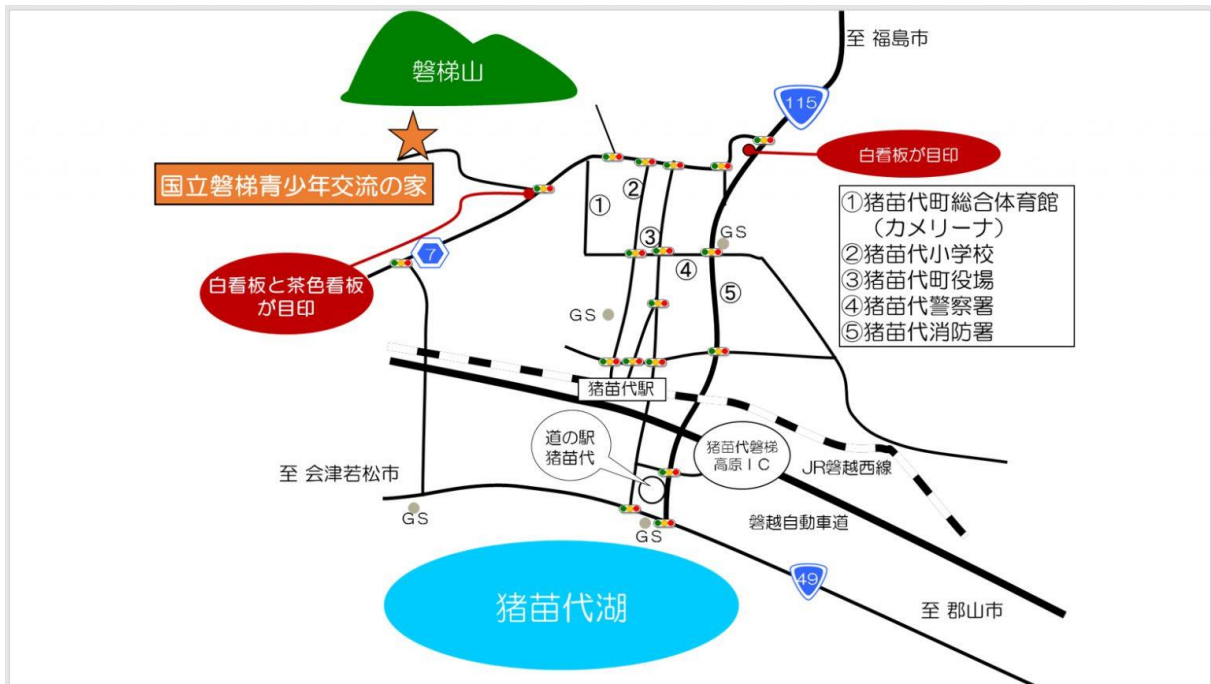 至 福島市
磐梯山
115
白看板が目印
国立磐梯青少年交流の家
①
②
③
④
⑤
GS
①猪苗代町総合体育館
（カメリーナ）
②猪苗代小学校
③猪苗代町役場
④猪苗代警察署
⑤猪苗代消防署
7
白看板と茶色看板
が目印
GS
猪苗代駅
道の駅
猪苗代
猪苗代磐梯
高原IC
JR磐越西線
至 会津若松市
GS
GS
磐越自動車道
49
猪苗代湖
至 郡山市